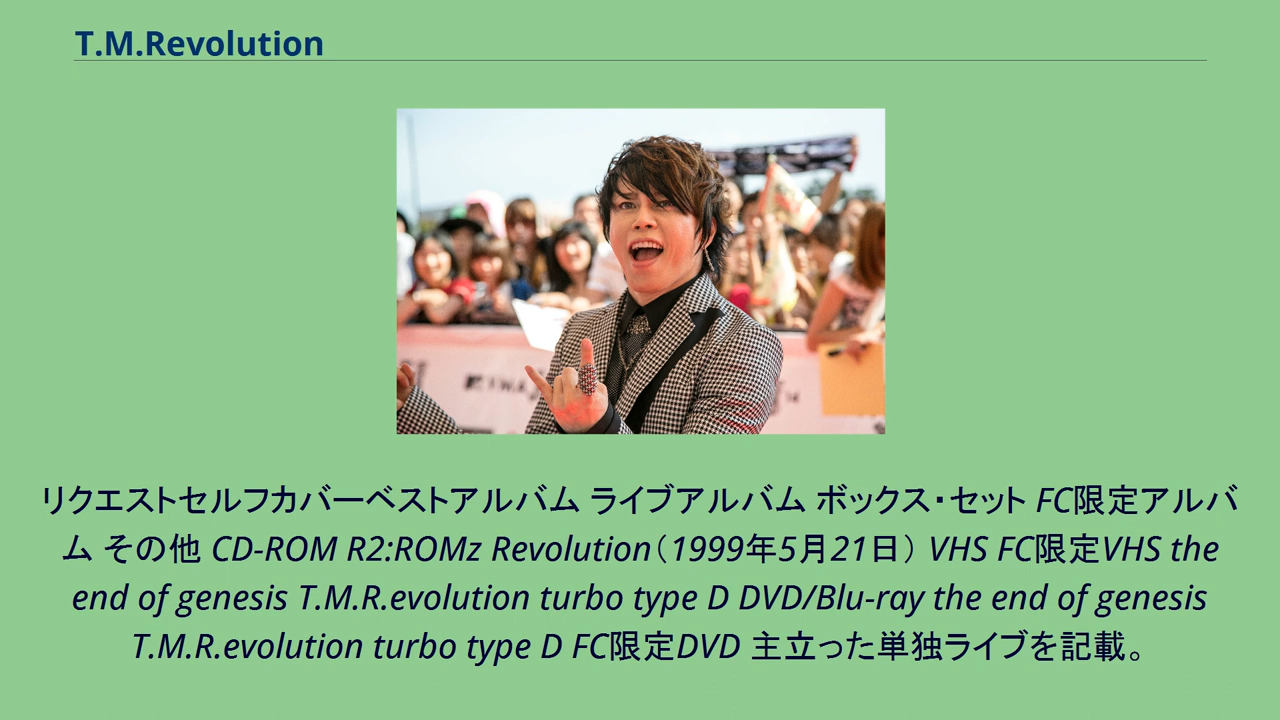 T.M.Revolution
リクエストセルフカバーベストアルバム ライブアルバム ボックス・セット FC限定アルバ
ム その他 CD-ROM R2:ROMz Revolution（1999年5月21日） VHS FC限定VHS the
end of genesis T.M.R.evolution turbo type D DVD/Blu-ray the end of genesis
T.M.R.evolution turbo type D FC限定DVD 主立った単独ライブを記載。